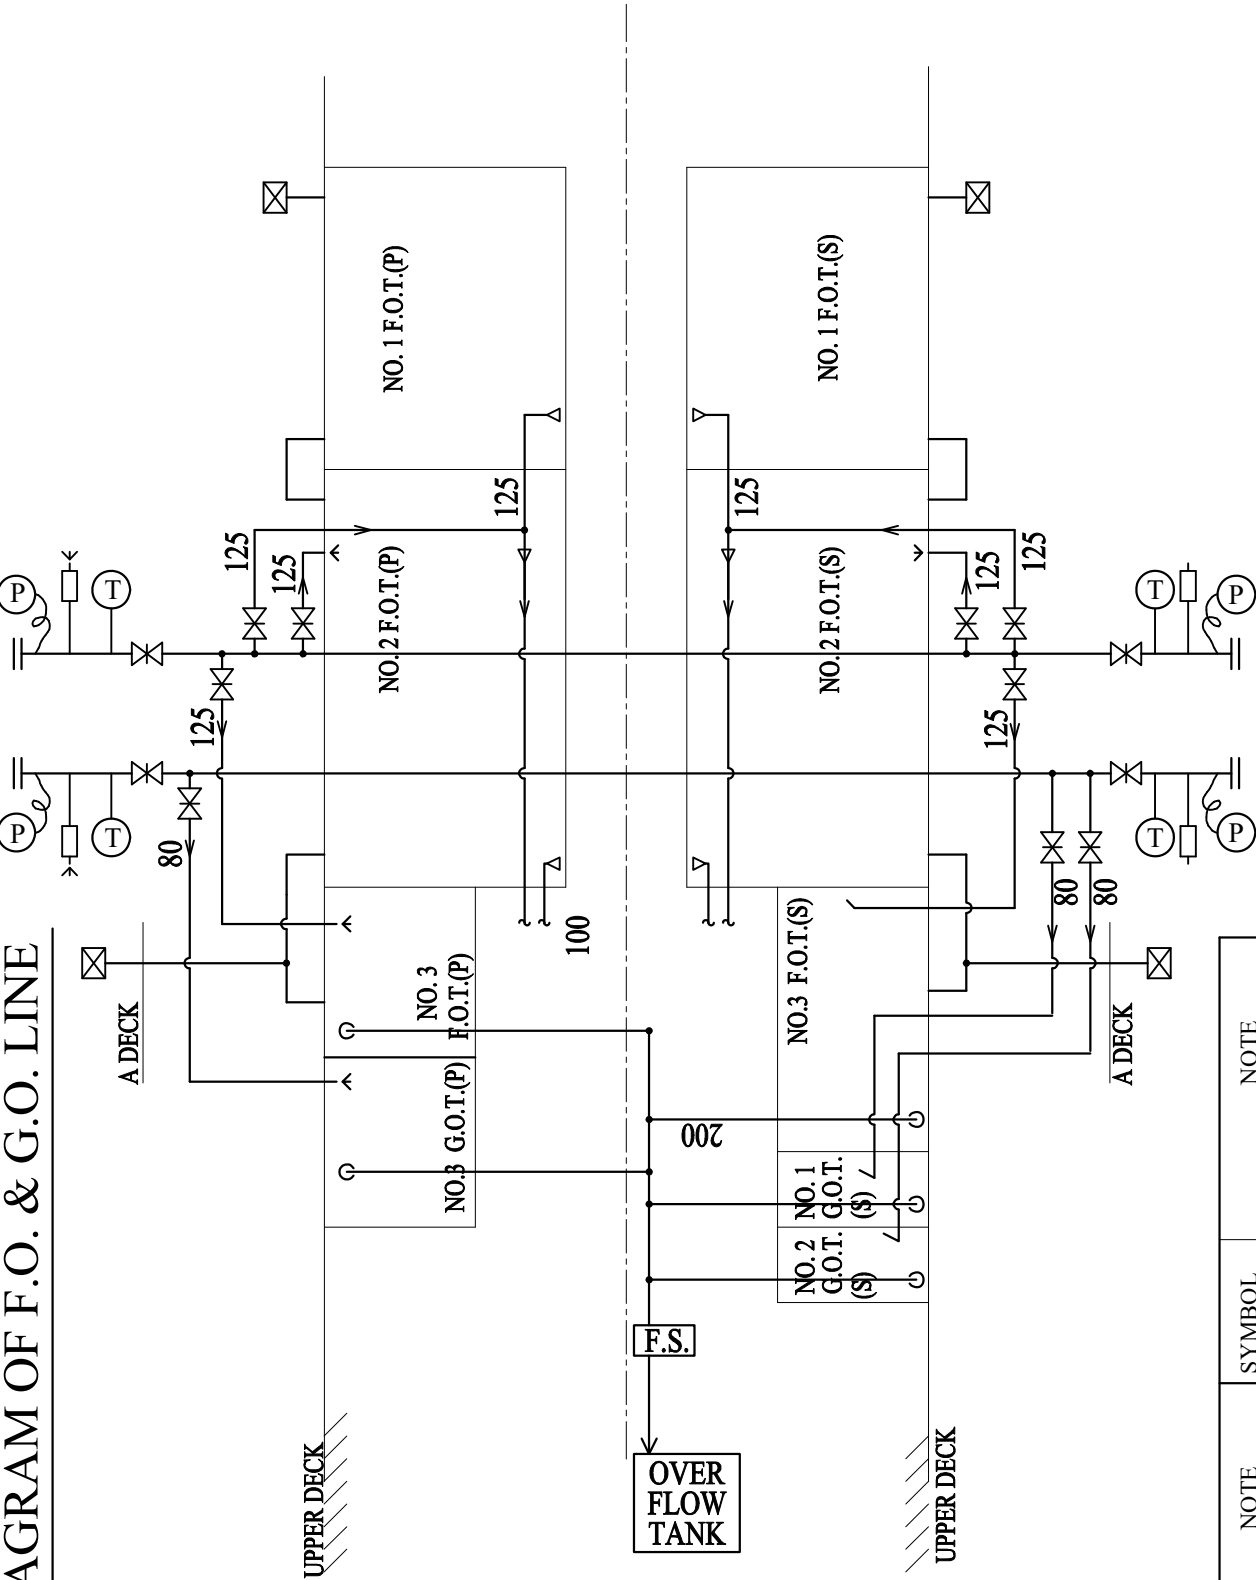 AGRAM OF F.O. & G.O. LINE
NO. 1 F.O.T.(P)
NO. 1 F.O.T.(S)
125
125
125
125
125
125
NO. 2 F.O.T.(P)
NO. 2 F.O.T.(S)
P
T
T
P
125
125
P
T
T
P
80
80
80
100
A DECK
A DECK
NO. 3
F.O.T.(P)
NO.3 F.O.T.(S)
NO.3 G.O.T.(P)
200
NO. 1
G.O.T.
(S)
NO. 2
G.O.T.
(S)
F.S.
OVER
FLOW
TANK
UPPER DECK
UPPER DECK
NOTE
SYMBOL
NOTE